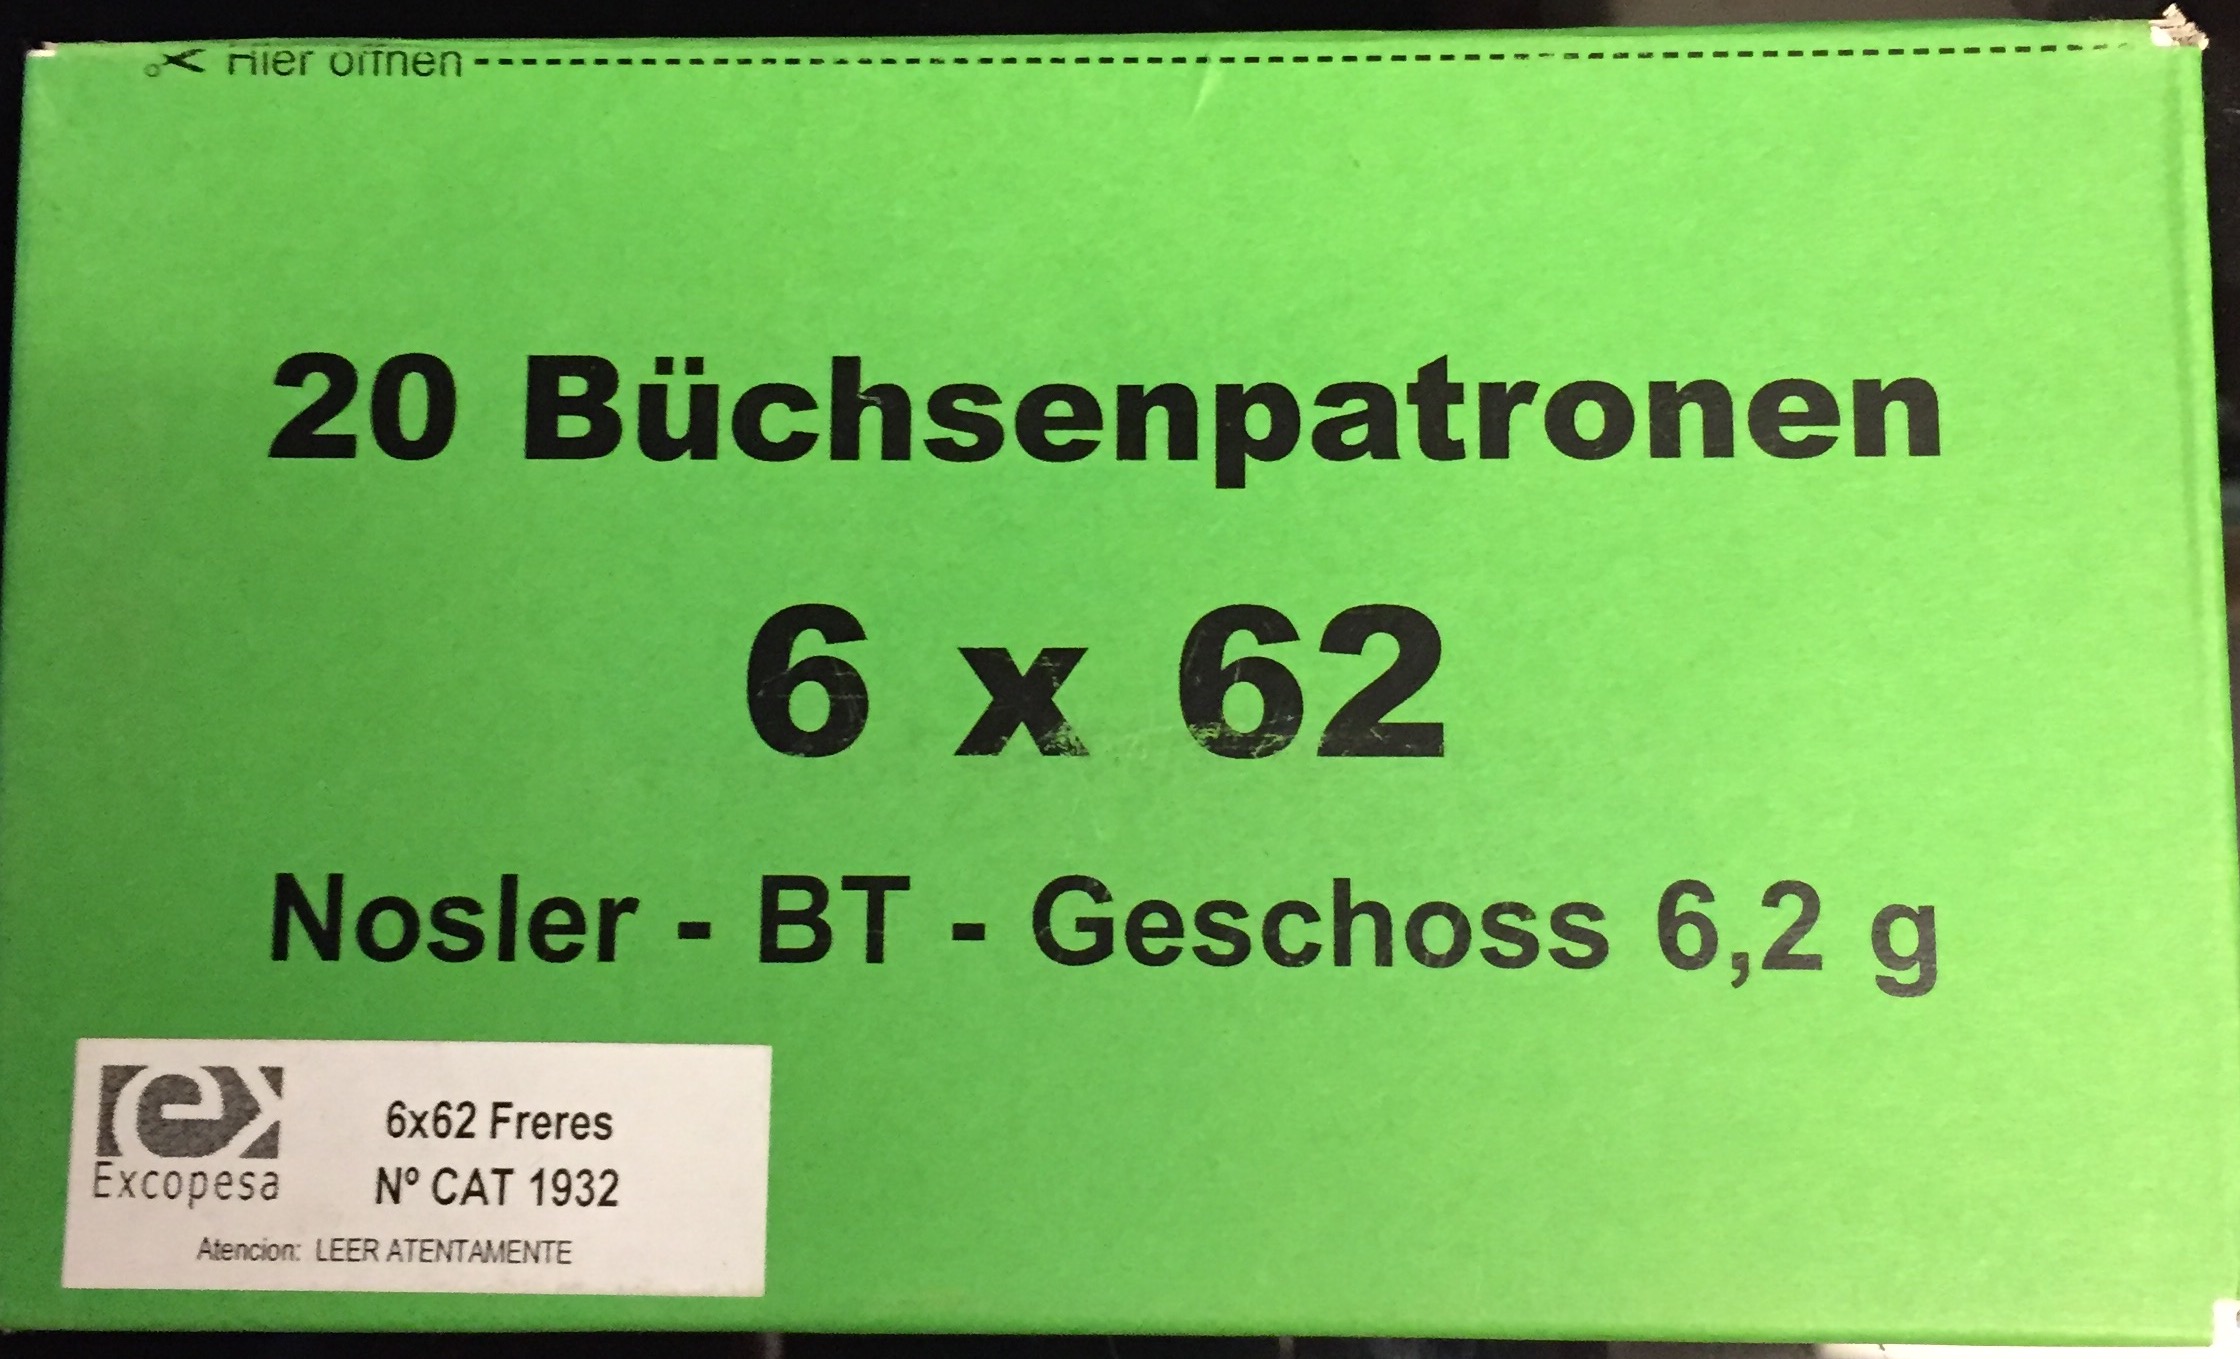 Hier öffnen
20 Büchsenpatronen
6 x 62
Nosler - BT - Geschoss 6,2 g
ex
Excopesa
6x62 Freres
Nº CAT 1932
Atencion: LEER ATENTAMENTE